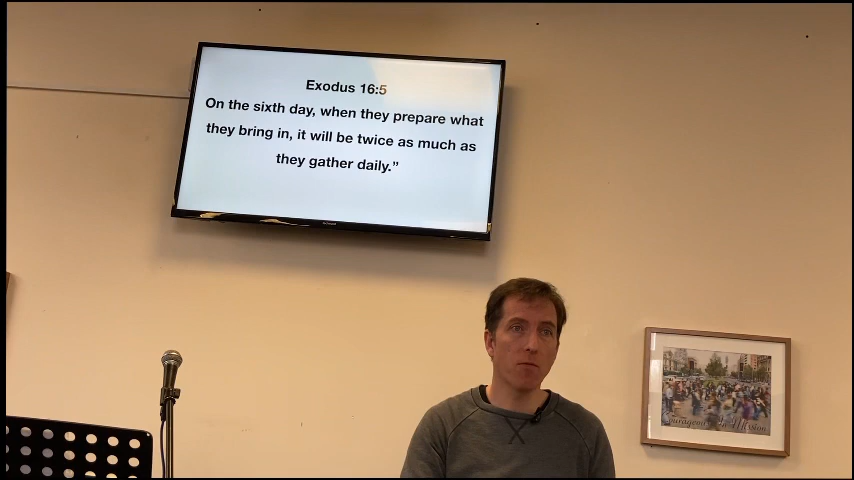 Exodus 16:5
On the sixth day, when they prepare what
they bring in, it will be twice as much as
they gather daily.”